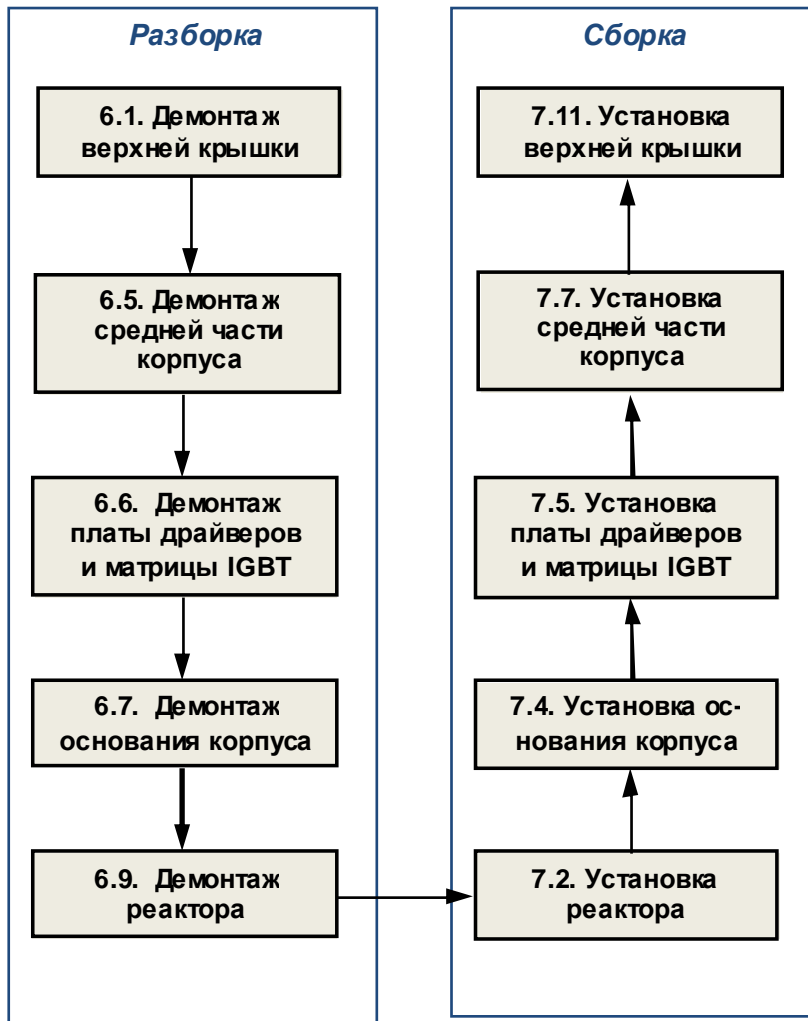 Разборка
6.1. Демонтаж
верхней крышки
6.5. Демонтаж
средней части
корпуса
6.6. Демонтаж
платы драйверов
и матрицы IGBT
6.7. Демонтаж
основания корпуса
6.9. Демонтаж
реактора
Сборка
7.11. Установка
верхней крышки
7.7. Установка
средней части
корпуса
7.5. Установка
платы драйверов
и матрицы IGBT
7.4. Установка ос-
нования корпуса
7.2. Установка
реактора